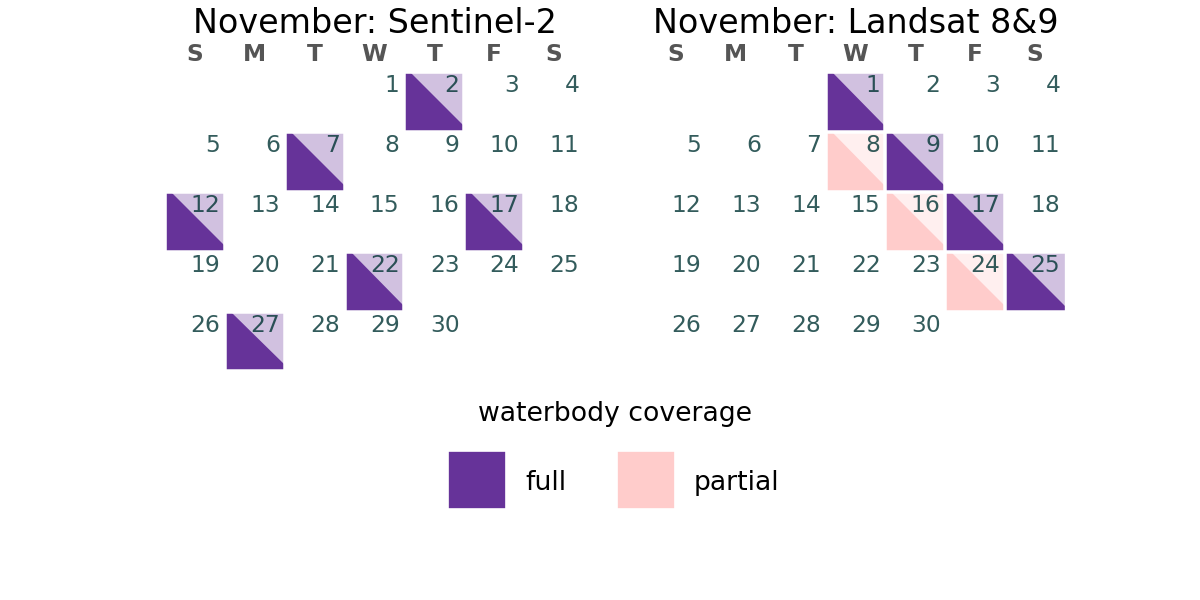 November: Sentinel-2
S M T W T F S
1 2 3 4
5 6 7 8 9 10 11
12 13 14 15 16 17 18
19 20 21 22 23 24 25
26 27 28 29 30
November: Landsat 8&9
S M T W T F S
1 2 3 4
5 6 7 8 9 10 11
12 13 14 15 16 17 18
19 20 21 22 23 24 25
26 27 28 29 30
waterbody coverage
full
partial